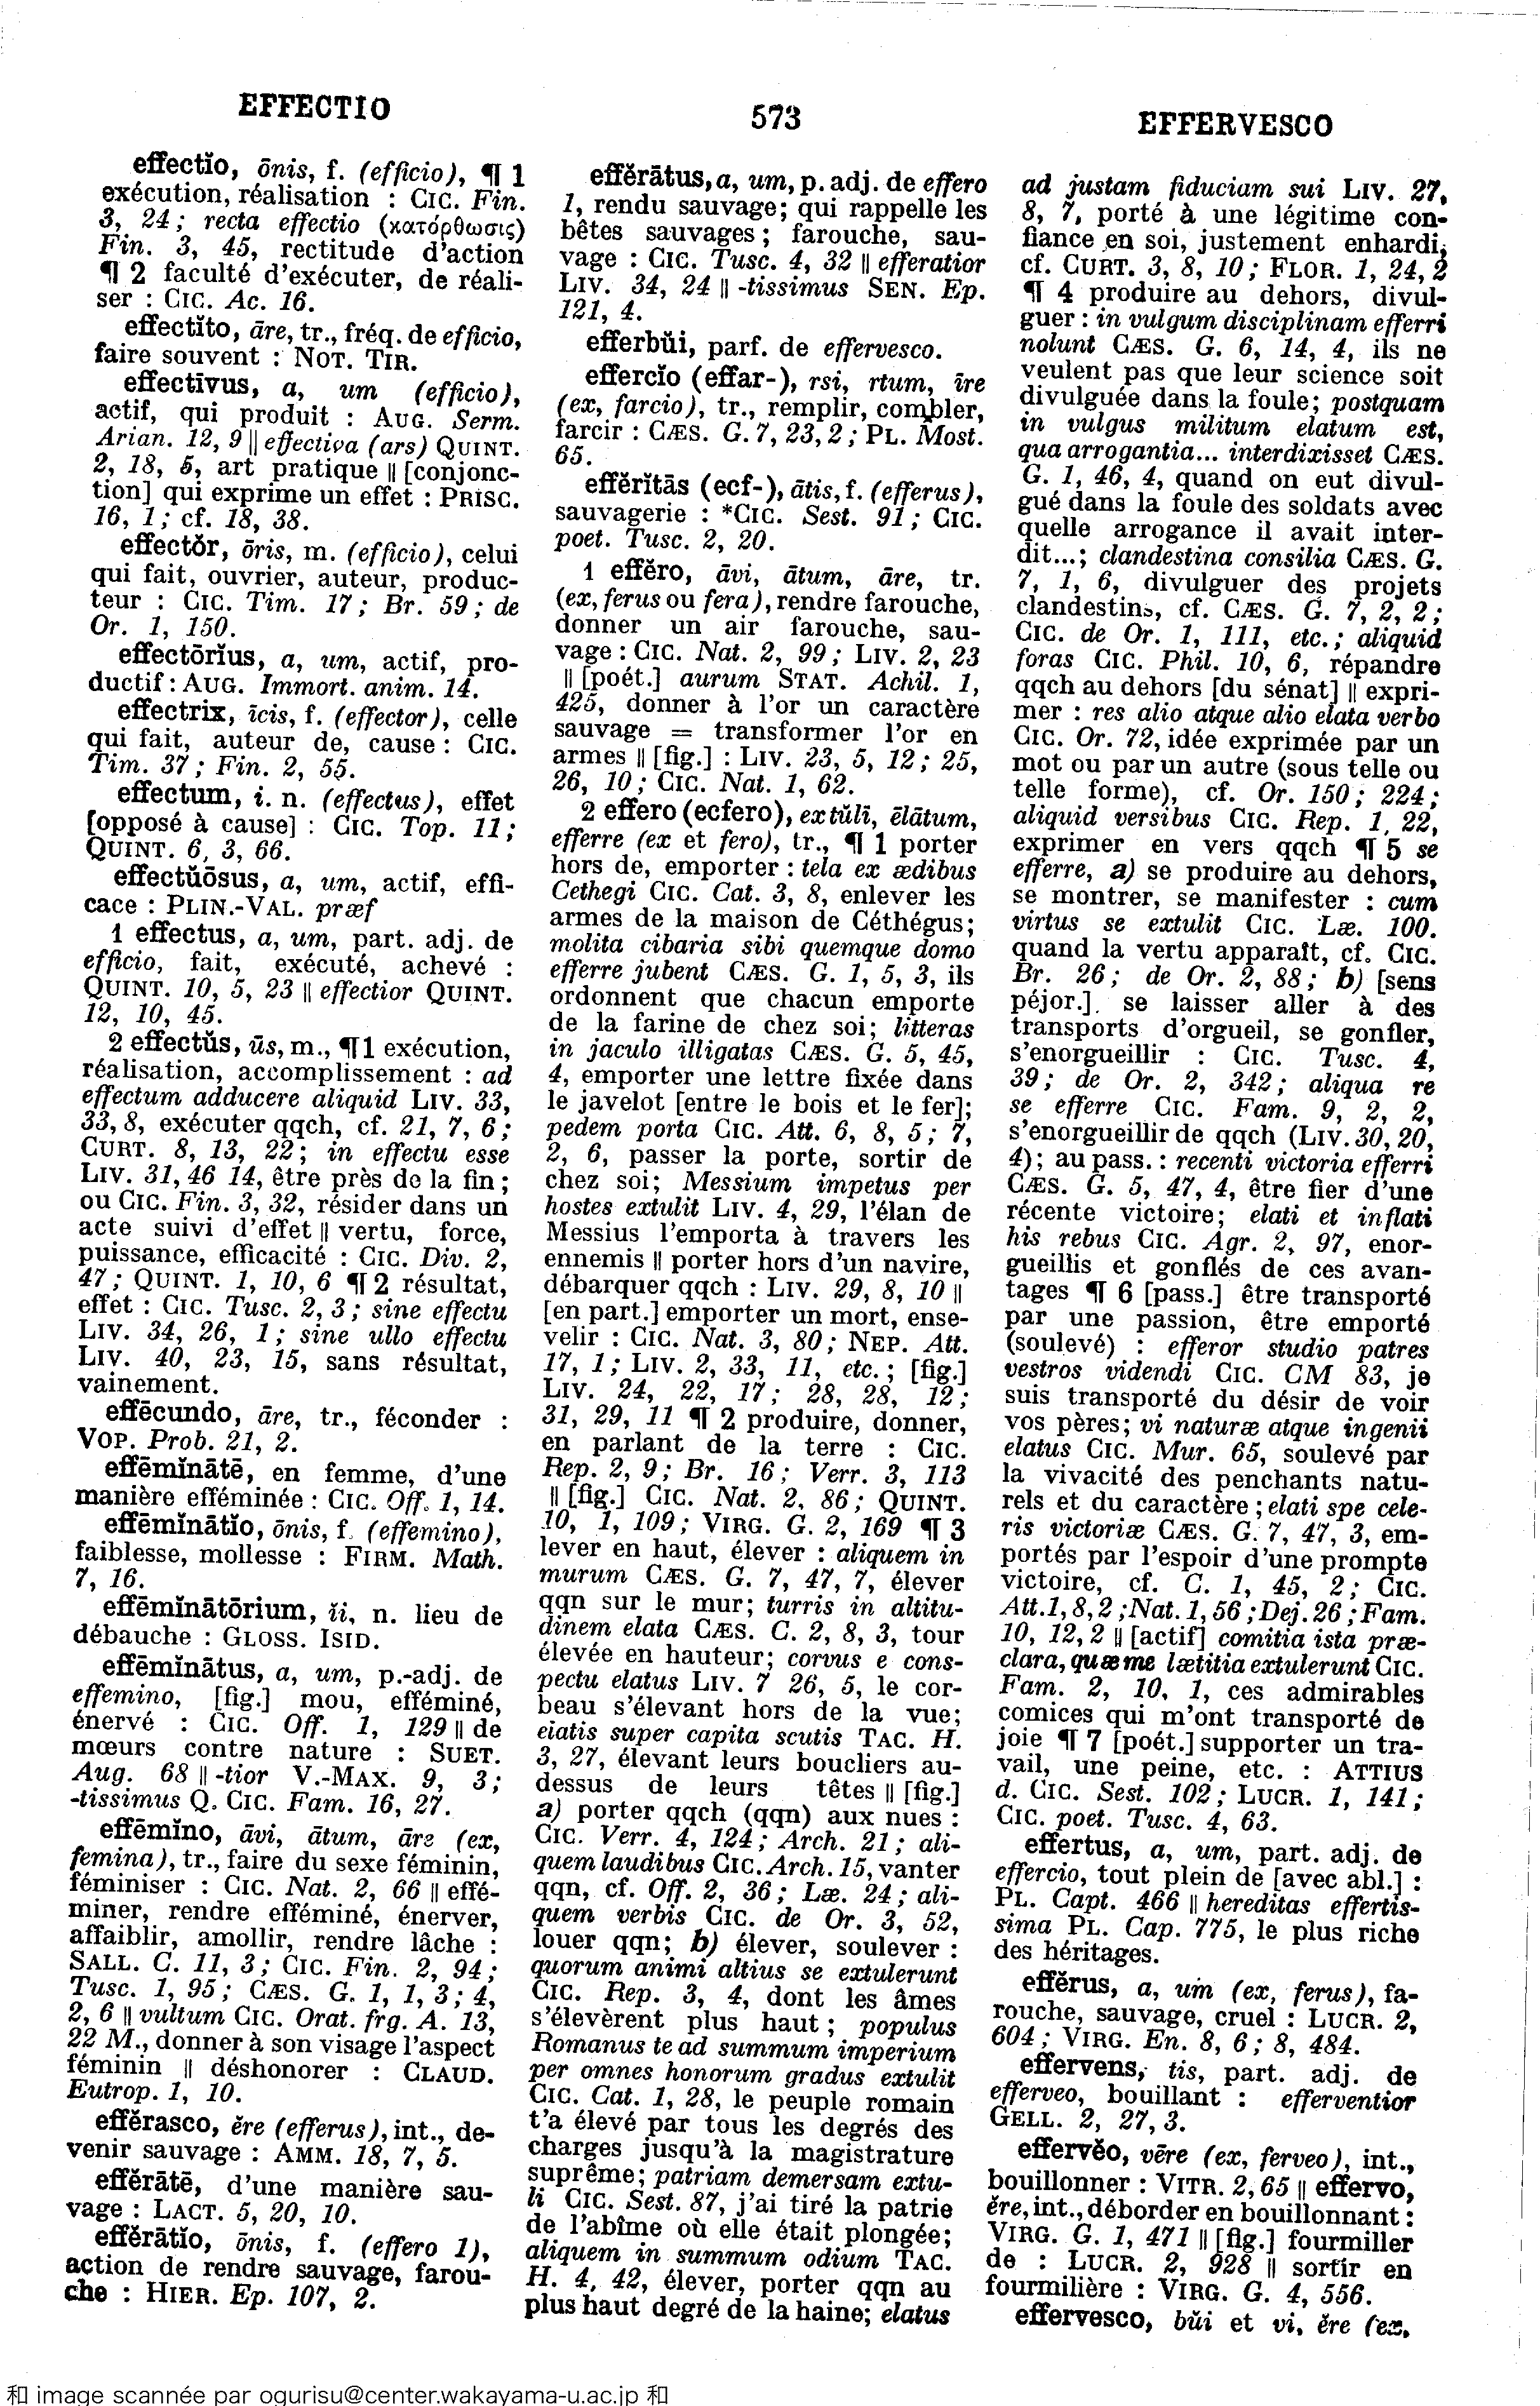 EFFECTIO
573
EFFERVESCO
effectĭo, ōnis, f. (efficio), ¶ 1
exécution, réalisation : CIC. Fin.
3, 24 ; recta effectio (κατόρθωσις)
Fin. 3, 45, rectitude d'action
¶ 2 faculté d'exécuter, de réali-
ser : CIC. Ac. 16.
effectĭto, āre, tr., fréq. de efficio,
faire souvent : NOT. TIR.
effectīvus, a, um (efficio),
actif, qui produit : AUG. Serm.
Arian. 12, 9 || effectiva (ars) QUINT.
2, 18, 5, art pratique || [conjonc-
tion] qui exprime un effet : PRISC.
16, 1 ; cf. 18, 38.
effectŏr, ōris, m. (efficio), celui
qui fait, ouvrier, auteur, produc-
teur : CIC. Tim. 17 ; Br. 59 ; de
Or. 1, 150.
effectōrĭus, a, um, actif, pro-
ductif : AUG. Immort. anim. 14.
effectrix, īcis, f. (effector), celle
qui fait, auteur de, cause : CIC.
Tim. 37 ; Fin. 2, 55.
effectum, i. n. (effectus), effet
[opposé à cause] : CIC. Top. 11 ;
QUINT. 6, 3, 66.
effectŭōsus, a, um, actif, effi-
cace : PLIN.-VAL. præf
1 effectus, a, um, part. adj. de
efficio, fait, exécuté, achevé :
QUINT. 10, 5, 23 || effectior QUINT.
12, 10, 45.
2 effectŭs, ūs, m., ¶ 1 exécution,
réalisation, accomplissement : ad
effectum adducere aliquid LIV. 33,
33, 8, exécuter qqch, cf. 21, 7, 6 ;
CURT. 8, 13, 22 ; in effectu esse
LIV. 31, 46 14, être près de la fin ;
ou CIC. Fin. 3, 32, résider dans un
acte suivi d'effet || vertu, force,
puissance, efficacité : CIC. Div. 2,
47 ; QUINT. 1, 10, 6 ¶ 2 résultat,
effet : CIC. Tusc. 2, 3 ; sine effectu
LIV. 34, 26, 1 ; sine ullo effectu
LIV. 40, 23, 15, sans résultat,
vainement.
effēcundo, āre, tr., féconder :
VOP. Prob. 21, 2.
effēmĭnātē, en femme, d'une
manière efféminée : CIC. Off. 1, 14.
effēmĭnātĭo, ōnis, f. (effemino),
faiblesse, mollesse : FIRM. Math.
7, 16.
effēmĭnātōrium, ĭi, n. lieu de
débauche : GLOSS. ISID.
effēmĭnātus, a, um, p.-adj. de
effemino, [fig.] mou, efféminé,
énervé : CIC. Off. 1, 129 || de
mœurs contre nature : SUET.
Aug. 68 || -tior V.-MAX. 9, 3 ;
-tissimus Q. CIC. Fam. 16, 27.
effēmĭno, āvi, ātum, āre (ex,
femina), tr., faire du sexe féminin,
féminiser : CIC. Nat. 2, 66 || effé-
miner, rendre efféminé, énerver,
affaiblir, amollir, rendre lâche :
SALL. C. 11, 3 ; CIC. Fin. 2, 94 ;
Tusc. 1, 95 ; CÆS. G. 1, 1, 3 ; 4,
2, 6 || vultum CIC. Orat. frg. A. 13,
22 M., donner à son visage l'aspect
féminin || déshonorer : CLAUD.
Eutrop. 1, 10.
effĕrasco, ĕre (efferus), int., de-
venir sauvage : AMM. 18, 7, 5.
effĕrātē, d'une manière sau-
vage : LACT. 5, 20, 10.
effĕrātĭo, ōnis, f. (effero 1),
action de rendre sauvage, farou-
che : HIER. Ep. 107, 2.
effĕrātus, a, um, p. adj. de effero
1, rendu sauvage ; qui rappelle les
bêtes sauvages ; farouche, sau-
vage : CIC. Tusc. 4, 32 || efferatior
LIV. 34, 24 || -tissimus SEN. Ep.
121, 4.
efferbŭi, parf. de effervesco.
effercĭo (effar-), rsi, rtum, īre
(ex, farcio), tr., remplir, combler,
farcir : CÆS. G. 7, 23, 2 ; PL. Most.
65.
effĕrĭtās (ecf-), ātis, f. (efferus),
sauvagerie : *CIC. Sest. 91 ; CIC.
poet. Tusc. 2, 20.
1 effĕro, āvi, ātum, āre, tr.
(ex, ferus ou fera), rendre farouche,
donner un air farouche, sau-
vage : CIC. Nat. 2, 99 ; LIV. 2, 23
|| [poét.] aurum STAT. Achil. 1,
425, donner à l'or un caractère
sauvage = transformer l'or en
armes || [fig.] : LIV. 23, 5, 12 ; 25,
26, 10 ; CIC. Nat. 1, 62.
2 effero (ecfero), extŭlī, ēlātum,
efferre (ex et fero), tr., ¶ 1 porter
hors de, emporter : tela ex ædibus
Cethegi CIC. Cat. 3, 8, enlever les
armes de la maison de Céthégus ;
molita cibaria sibi quemque domo
efferre jubent CÆS. G. 1, 5, 3, ils
ordonnent que chacun emporte
de la farine de chez soi ; litteras
in jaculo illigatas CÆS. G. 5, 45,
4, emporter une lettre fixée dans
le javelot [entre le bois et le fer] ;
pedem porta CIC. Att. 6, 8, 5 ; 7,
2, 6, passer la porte, sortir de
chez soi ; Messium impetus per
hostes extulit LIV. 4, 29, l'élan de
Messius l'emporta à travers les
ennemis || porter hors d'un navire,
débarquer qqch : LIV. 29, 8, 10 ||
[en part.] emporter un mort, ense-
velir : CIC. Nat. 3, 80 ; NEP. Att.
17, 1 ; LIV. 2, 33, 11, etc. ; [fig.]
LIV. 24, 22, 17 ; 28, 28, 12 ;
31, 29, 11 ¶ 2 produire, donner,
en parlant de la terre : CIC.
Rep. 2, 9 ; Br. 16 ; Verr. 3, 113
|| [fig.] CIC. Nat. 2, 86 ; QUINT.
10, 1, 109 ; VIRG. G. 2, 169 ¶ 3
lever en haut, élever : aliquem in
murum CÆS. G. 7, 47, 7, élever
qqn sur le mur ; turris in altitu-
dinem elata CÆS. C. 2, 8, 3, tour
élevée en hauteur ; corvus e cons-
pectu elatus LIV. 7 26, 5, le cor-
beau s'élevant hors de la vue ;
elatis super capita scutis TAC. H.
3, 27, élevant leurs boucliers au-
dessus de leurs têtes || [fig.]
a) porter qqch (qqn) aux nues :
CIC. Verr. 4, 124 ; Arch. 21 ; ali-
quem laudibus CIC. Arch. 15, vanter
qqn, cf. Off. 2, 36 ; Læ. 24 ; ali-
quem verbis CIC. de Or. 3, 52,
louer qqn ; b) élever, soulever :
quorum animi altius se extulerunt
CIC. Rep. 3, 4, dont les âmes
s'élevèrent plus haut ; populus
Romanus te ad summum imperium
per omnes honorum gradus extulit
CIC. Cat. 1, 28, le peuple romain
t'a élevé par tous les degrés des
charges jusqu'à la magistrature
suprême ; patriam demersam extu-
li CIC. Sest. 87, j'ai tiré la patrie
de l'abîme où elle était plongée ;
aliquem in summum odium TAC.
H. 4, 42, élever, porter qqn au
plus haut degré de la haine ; elatus
ad justam fiduciam sui LIV. 27,
8, 7, porté à une légitime con-
fiance en soi, justement enhardi,
cf. CURT. 3, 8, 10 ; FLOR. 1, 24, 2
¶ 4 produire au dehors, divul-
guer : in vulgum disciplinam efferri
nolunt CÆS. G. 6, 14, 4, ils ne
veulent pas que leur science soit
divulguée dans la foule ; postquam
in vulgus militum elatum est,
qua arrogantia... interdixisset CÆS.
G. 1, 46, 4, quand on eut divul-
gué dans la foule des soldats avec
quelle arrogance il avait inter-
dit... ; clandestina consilia CÆS. G.
7, 1, 6, divulguer des projets
clandestins, cf. CÆS. G. 7, 2, 2 ;
CIC. de Or. 1, 111, etc. ; aliquid
foras CIC. Phil. 10, 6, répandre
qqch au dehors [du sénat] || expri-
mer : res alio atque alio elata verbo
CIC. Or. 72, idée exprimée par un
mot ou par un autre (sous telle ou
telle forme), cf. Or. 150 ; 224 ;
aliquid versibus CIC. Rep. 1, 22,
exprimer en vers qqch ¶ 5 se
efferre, a) se produire au dehors,
se montrer, se manifester : cum
virtus se extulit CIC. Læ. 100.
quand la vertu apparaît, cf. CIC.
Br. 26 ; de Or. 2, 88 ; b) [sens
péjor.]. se laisser aller à des
transports d'orgueil, se gonfler,
s'enorgueillir : CIC. Tusc. 4,
39 ; de Or. 2, 342 ; aliqua re
se efferre CIC. Fam. 9, 2, 2,
s'enorgueillir de qqch (LIV. 30, 20,
4) ; au pass. : recenti victoria efferri
CÆS. G. 5, 47, 4, être fier d'une
récente victoire ; elati et inflati
his rebus CIC. Agr. 2, 97, enor-
gueillis et gonflés de ces avan-
tages ¶ 6 [pass.] être transporté
par une passion, être emporté
(soulevé) : efferor studio patres
vestros videndi CIC. CM 83, je
suis transporté du désir de voir
vos pères ; vi naturæ atque ingenii
elatus CIC. Mur. 65, soulevé par
la vivacité des penchants natu-
rels et du caractère ; elati spe cele-
ris victoriæ CÆS. G. 7, 47, 3, em-
portés par l'espoir d'une prompte
victoire, cf. C. 1, 45, 2 ; CIC.
Att. 1, 8, 2 ; Nat. 1, 56 ; Dej. 26 ; Fam.
10, 12, 2 || [actif] comitia ista præ-
clara, quæ me lætitia extulerunt CIC.
Fam. 2, 10, 1, ces admirables
comices qui m'ont transporté de
joie ¶ 7 [poét.] supporter un tra-
vail, une peine, etc. : ATTIUS
d. CIC. Sest. 102 ; LUCR. 1, 141 ;
CIC. poet. Tusc. 4, 63.
effertus, a, um, part. adj. de
effercio, tout plein de [avec abl.] :
PL. Capt. 466 || hereditas effertis-
sima PL. Cap. 775, le plus riche
des héritages.
effĕrus, a, um (ex, ferus), fa-
rouche, sauvage, cruel : LUCR. 2,
604 ; VIRG. En. 8, 6 ; 8, 484.
effervens, tis, part. adj. de
efferveo, bouillant : efferventior
GELL. 2, 27, 3.
effervĕo, vēre (ex, ferveo), int.,
bouillonner : VITR. 2, 65 || effervo,
ĕre, int., déborder en bouillonnant :
VIRG. G. 1, 471 || [fig.] fourmiller
de : LUCR. 2, 928 || sortir en
fourmilière : VIRG. G. 4, 556.
effervesco, bŭi et vi, ĕre (ex,
和 image scannée par ogurisu@center.wakayama-u.ac.jp 和